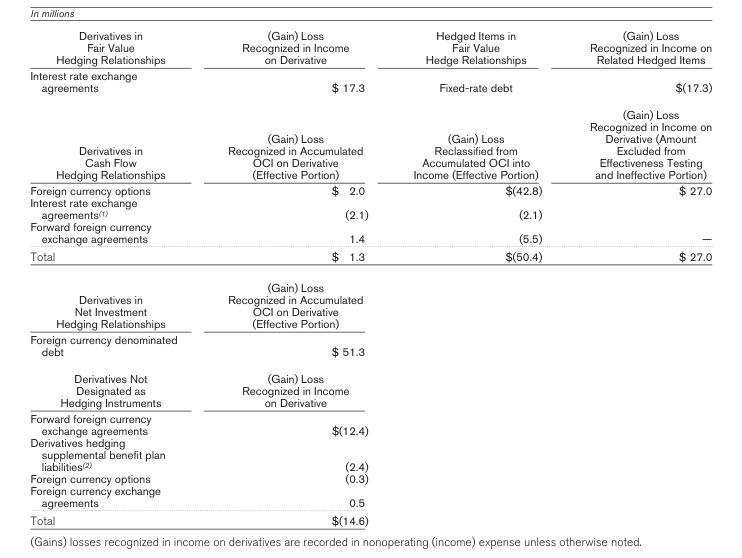 In millions
Derivatives in
Fair Value
Hedging Relationships
(Gain) Loss
Recognized in Income
on Derivative
Hedged Items in
Fair Value
Hedge Relationships
(Gain) Loss
Recognized in Income on
Related Hedged Items
Interest rate exchange
agreements $ 17.3 Fixed-rate debt $(17.3)
Derivatives in
Cash Flow
Hedging Relationships
(Gain) Loss
Recognized in Accumulated
OCI on Derivative
(Effective Portion)
(Gain) Loss
Reclassified from
Accumulated OCI into
Income (Effective Portion)
(Gain) Loss
Recognized in Income on
Derivative (Amount
Excluded from
Effectiveness Testing
and Ineffective Portion)
Foreign currency options $ 2.0 $(42.8) $ 27.0
Interest rate exchange
agreements(1) (2.1) (2.1)
Forward foreign currency
exchange agreements 1.4 (5.5) —
Total $ 1.3 $(50.4) $ 27.0
Derivatives in
Net Investment
Hedging Relationships
(Gain) Loss
Recognized in Accumulated
OCI on Derivative
(Effective Portion)
Foreign currency denominated
debt $ 51.3
Derivatives Not
Designated as
Hedging Instruments
(Gain) Loss
Recognized in Income
on Derivative
Forward foreign currency
exchange agreements $(12.4)
Derivatives hedging
supplemental benefit plan
liabilities(2) (2.4)
Foreign currency options (0.3)
Foreign currency exchange
agreements 0.5
Total $(14.6)
(Gains) losses recognized in income on derivatives are recorded in nonoperating (income) expense unless otherwise noted.